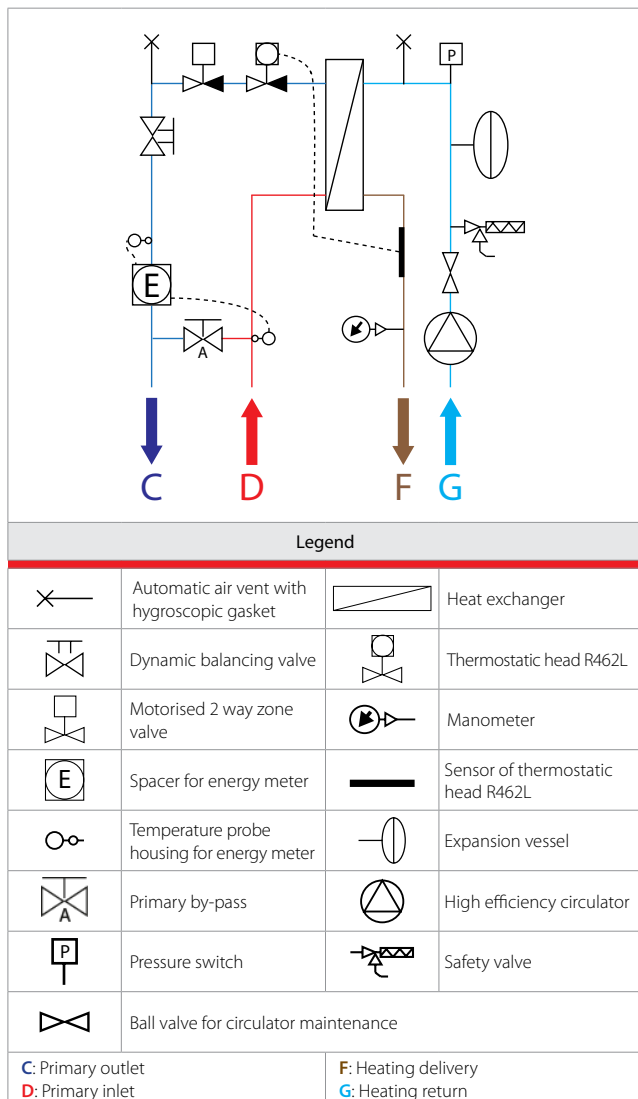 P
E
A
C
D
F
G
Legend
Automatic air vent with
hygroscopic gasket
Heat exchanger
Dynamic balancing valve
Thermostatic head R462L
Motorised 2 way zone
valve
Manometer
E
Spacer for energy meter
Sensor of thermostatic
head R462L
Temperature probe
housing for energy meter
Expansion vessel
A
Primary by-pass
High efficiency circulator
P
Pressure switch
Safety valve
Ball valve for circulator maintenance
C: Primary outlet
D: Primary inlet
F: Heating delivery
G: Heating return